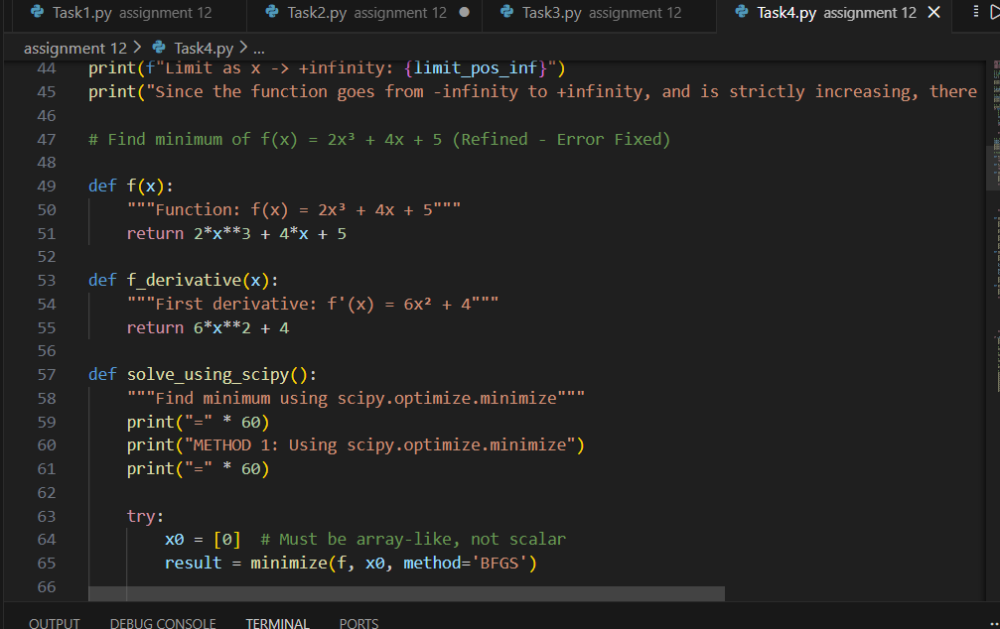 Task1.py assignment 12 Task2.py assignment 12 Task3.py assignment 12 Task4.py assignment 12
assignment 12 > Task4.py > ...
44 print(f"Limit as x -> +infinity: {limit_pos_inf}")
45 print("Since the function goes from -infinity to +infinity, and is strictly increasing, there
46
47 # Find minimum of f(x) = 2x³ + 4x + 5 (Refined - Error Fixed)
48
49 def f(x):
50 """Function: f(x) = 2x³ + 4x + 5"""
51 return 2*x**3 + 4*x + 5
52
53 def f_derivative(x):
54 """First derivative: f'(x) = 6x² + 4"""
55 return 6*x**2 + 4
56
57 def solve_using_scipy():
58 """Find minimum using scipy.optimize.minimize"""
59 print("=" * 60)
60 print("METHOD 1: Using scipy.optimize.minimize")
61 print("=" * 60)
62
63 try:
64 x0 = [0] # Must be array-like, not scalar
65 result = minimize(f, x0, method='BFGS')
66
OUTPUT DEBUG CONSOLE TERMINAL PORTS